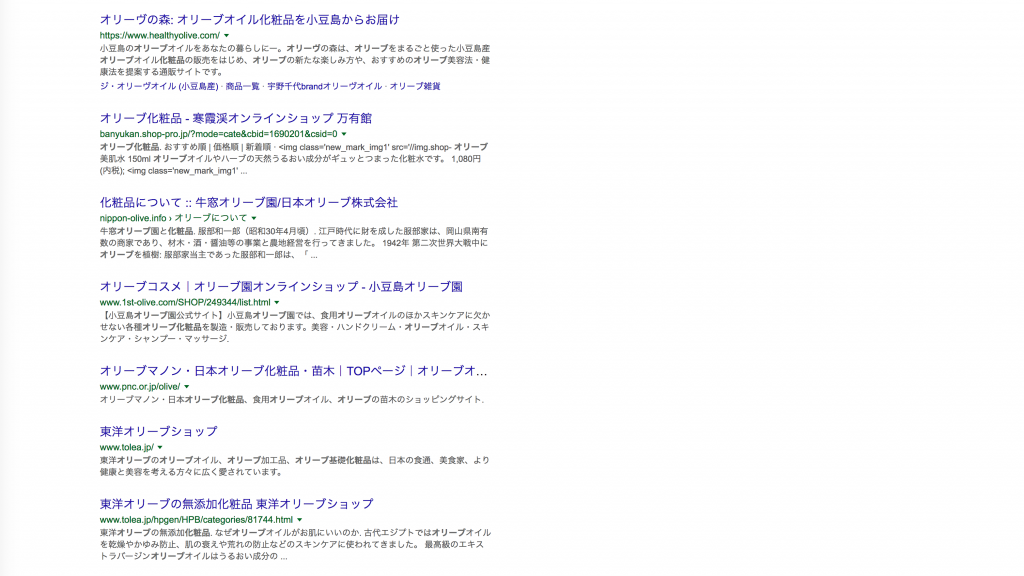 オリーヴの森: オリーブオイル化粧品を小豆島からお届け
https://www.healthyolive.com/
小豆島のオリーブオイルをあなたの暮らしにー。オリーヴの森は、オリーブをまるごと使った小豆島産
オリーブオイル化粧品の販売をはじめ、オリーブの新たな楽しみ方や、おすすめのオリーブ美容法・健
康法を提案する通販サイトです。
ジ・オリーヴオイル (小豆島産) · 商品一覧 · 宇野千代brandオリーヴオイル · オリーブ雑貨
オリーブ化粧品 - 寒霞渓オンラインショップ 万有館
banyukan.shop-pro.jp/?mode=cate&cbid=1690201&csid=0
オリーブ化粧品. おすすめ順 | 価格順 | 新着順 · <img class='new_mark_img1' src='//img.shop- オリーブ
美肌水 150ml オリーブオイルやハーブの天然うるおい成分がギュッとつまった化粧水です。 1,080円
(内税); <img class='new_mark_img1' ...
化粧品について :: 牛窓オリーブ園/日本オリーブ株式会社
nippon-olive.info › オリーブについて
牛窓オリーブ園と化粧品. 服部和一郎（昭和30年4月頃）. 江戸時代に財を成した服部家は、岡山県南有
数の商家であり、材木・酒・醤油等の事業と農地経営を行ってきました。 1942年 第二次世界大戦中に
オリーブを植樹: 服部家当主であった服部和一郎は、「 ...
オリーブコスメ｜オリーブ園オンラインショップ - 小豆島オリーブ園
www.1st-olive.com/SHOP/249344/list.html
【小豆島オリーブ園公式サイト】小豆島オリーブ園では、食用オリーブオイルのほかスキンケアに欠か
せない各種オリーブ化粧品を製造・販売しております。美容・ハンドクリーム・オリーブオイル・スキ
ンケア・シャンプー・マッサージ.
オリーブマノン・日本オリーブ化粧品・苗木｜TOPページ｜オリーブオ...
www.pnc.or.jp/olive/
オリーブマノン・日本オリーブ化粧品、食用オリーブオイル、オリーブの苗木のショッピングサイト.
東洋オリーブショップ
www.tolea.jp/
東洋オリーブのオリーブオイル、オリーブ加工品、オリーブ基礎化粧品は、日本の食通、美食家、より
健康と美容を考える方々に広く愛されています。
東洋オリーブの無添加化粧品 東洋オリーブショップ
www.tolea.jp/hpgen/HPB/categories/81744.html
東洋オリーブの無添加化粧品. なぜオリーブオイルがお肌にいいのか. 古代エジプトではオリーブオイル
を乾燥やかゆみ防止、肌の衰えや荒れの防止などのスキンケアに使われてきました。 最高級のエキス
トラバージンオリーブオイルはうるおい成分の ...